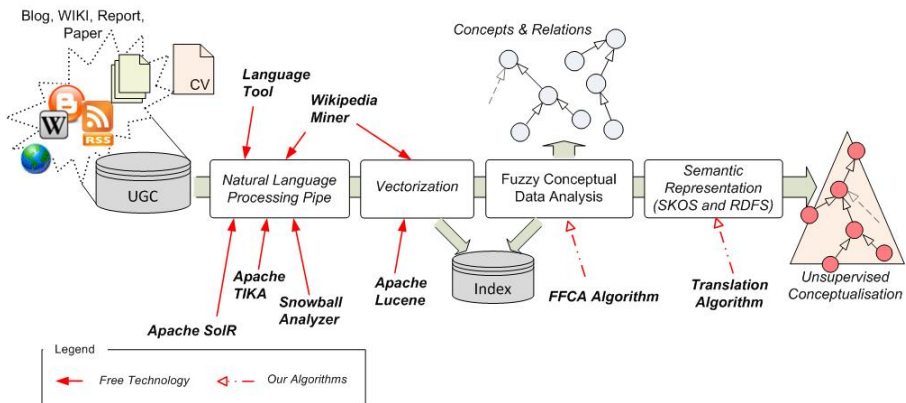 Blog, WIKI, Report,
Paper
CV
W
RSS
UGC
Language
Tool
Wikipedia
Miner
Concepts & Relations
Natural Language
Processing Pipe
Vectorization
Fuzzy Conceptual
Data Analysis
Semantic
Representation
(SKOS and RDFS)
Index
Apache SolR
Apache
TIKA
Snowball
Analyzer
Apache
Lucene
FFCA Algorithm
Translation
Algorithm
Unsupervised
Conceptualisation
Legend
Free Technology
Our Algorithms